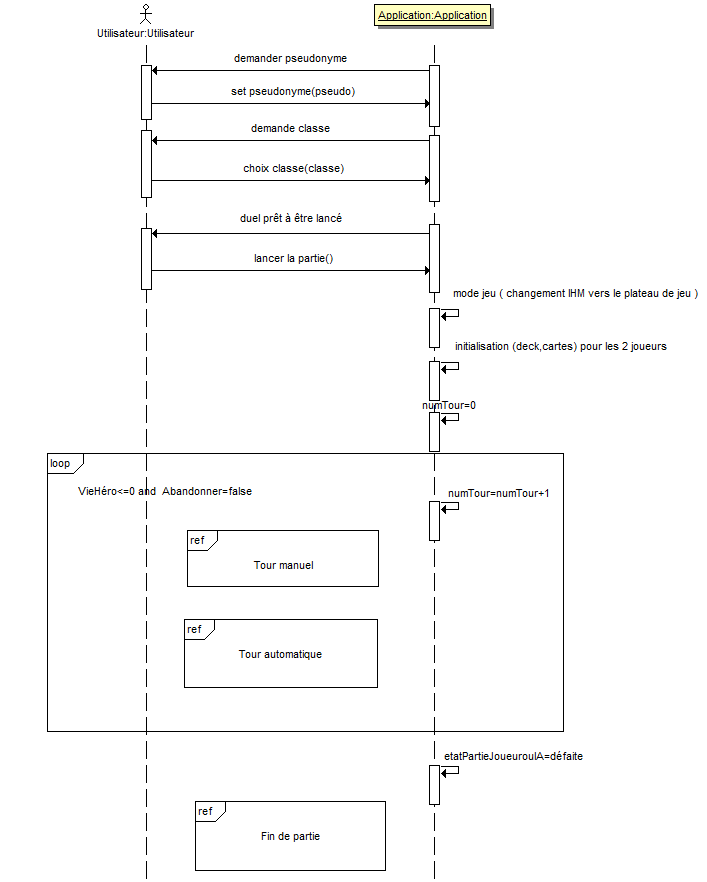 Utilisateur:Utilisateur
Application:Application
demander pseudonyme
set pseudonyme(pseudo)
demande classe
choix classe(classe)
duel prêt à être lancé
lancer la partie()
mode jeu ( changement IHM vers le plateau de jeu )
initialisation (deck,cartes) pour les 2 joueurs
numTour=0
loop
VieHéro<=0 and Abandonner=false
numTour=numTour+1
ref
Tour manuel
ref
Tour automatique
etatPartieJoueurouIA=défaite
ref
Fin de partie